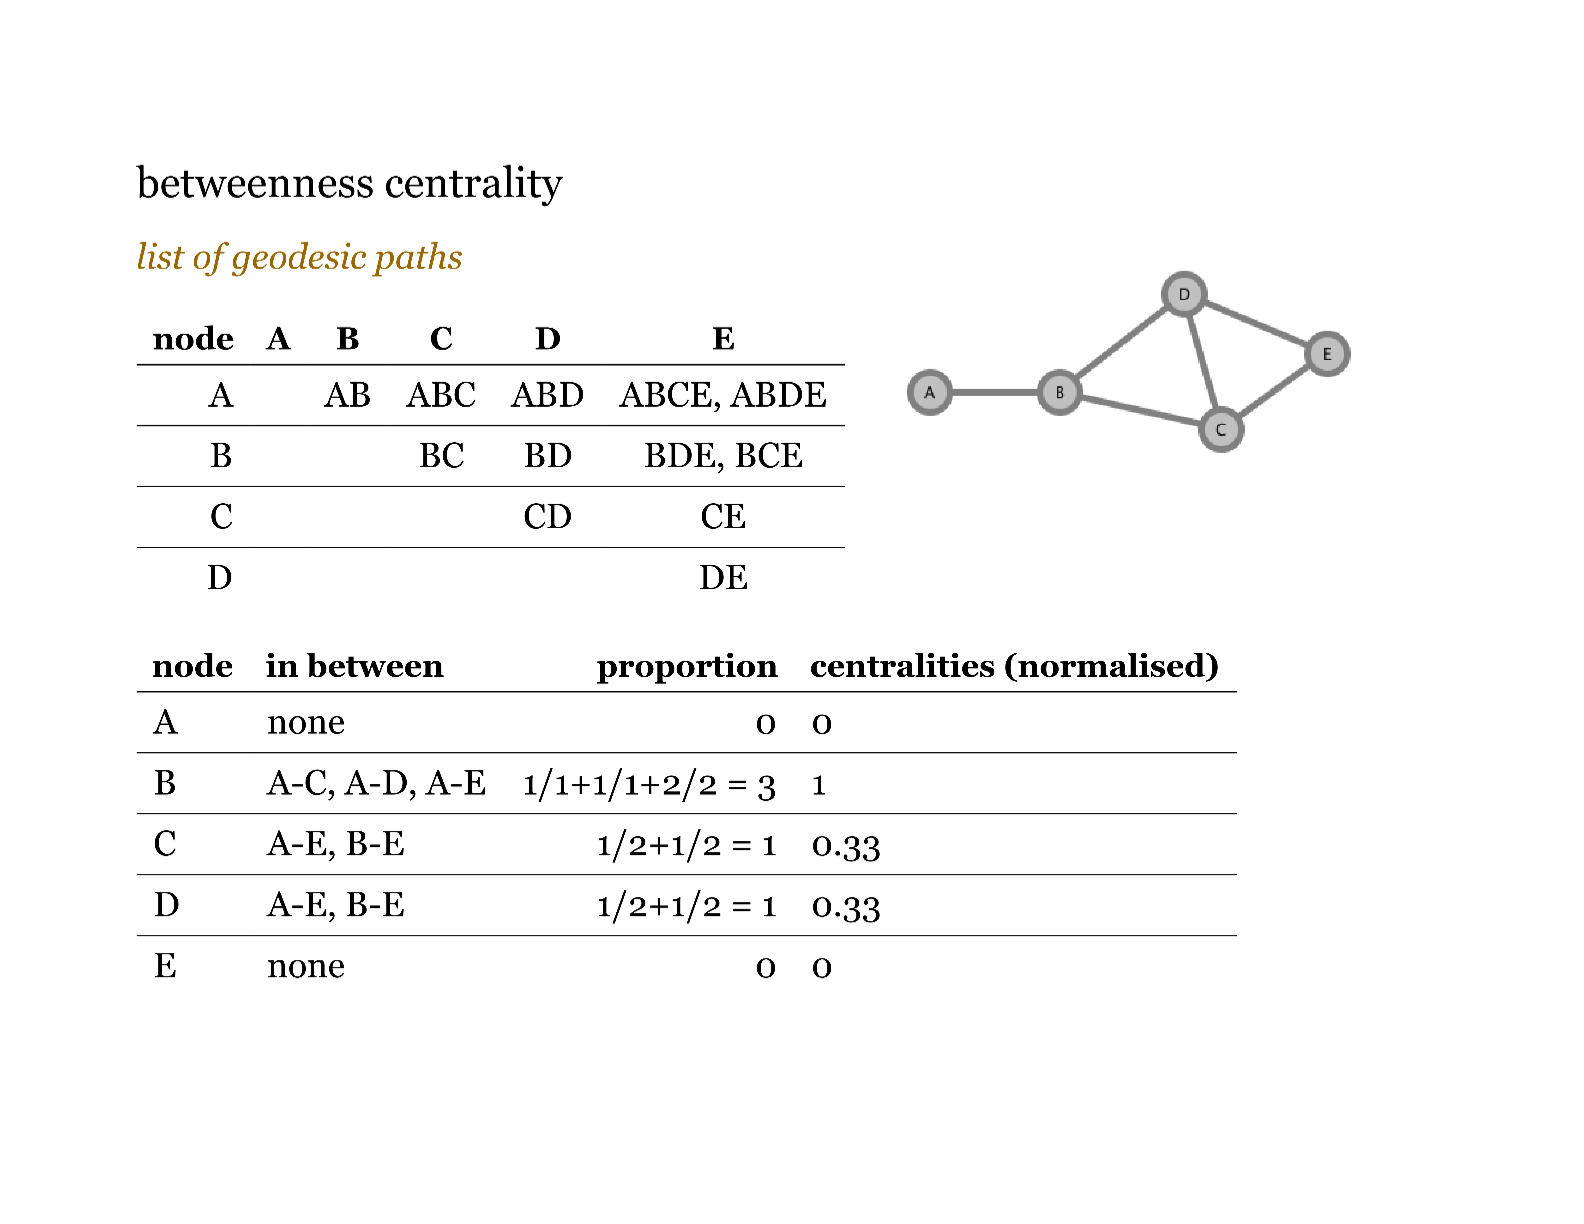 betweenness centrality
list of geodesic paths
node A B C D E
A AB ABC ABD ABCE, ABDE
B BC BD BDE, BCE
C CD CE
D DE
D
E
A
B
C
node in between proportion centralities (normalised)
A none 0 0
B A-C, A-D, A-E 1/1+1/1+2/2 = 3 1
C A-E, B-E 1/2+1/2 = 1 0.33
D A-E, B-E 1/2+1/2 = 1 0.33
E none 0 0